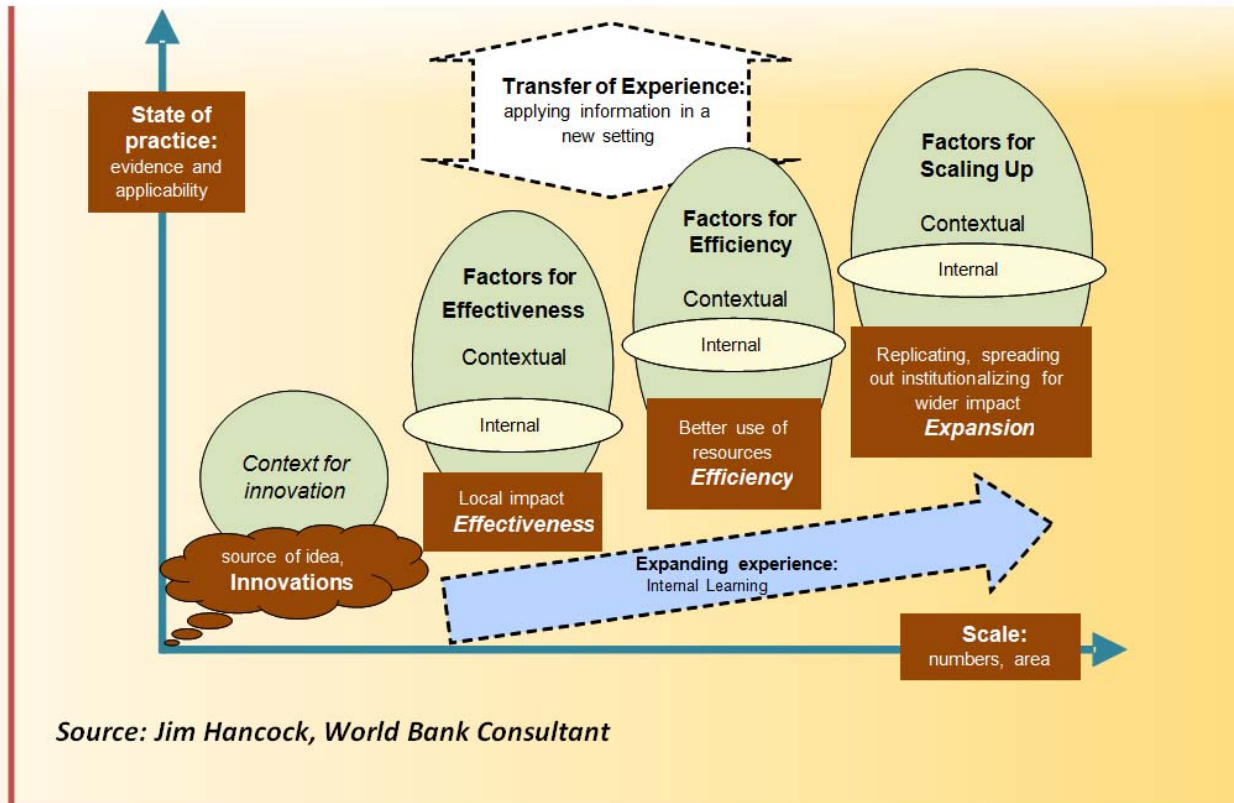 State of
practice:
evidence and
applicability
Transfer of Experience:
applying information in a
new setting
Factors for
Scaling Up
Contextual
Internal
Replicating, spreading
out institutionalizing for
wider impact
Expansion
Factors for
Efficiency
Contextual
Internal
Better use of
resources
Efficiency
Factors for
Effectiveness
Contextual
Internal
Local impact
Effectiveness
Context for
innovation
source of idea,
Innovations
Expanding experience:
Internal Learning
Scale:
numbers, area
Source: Jim Hancock, World Bank Consultant